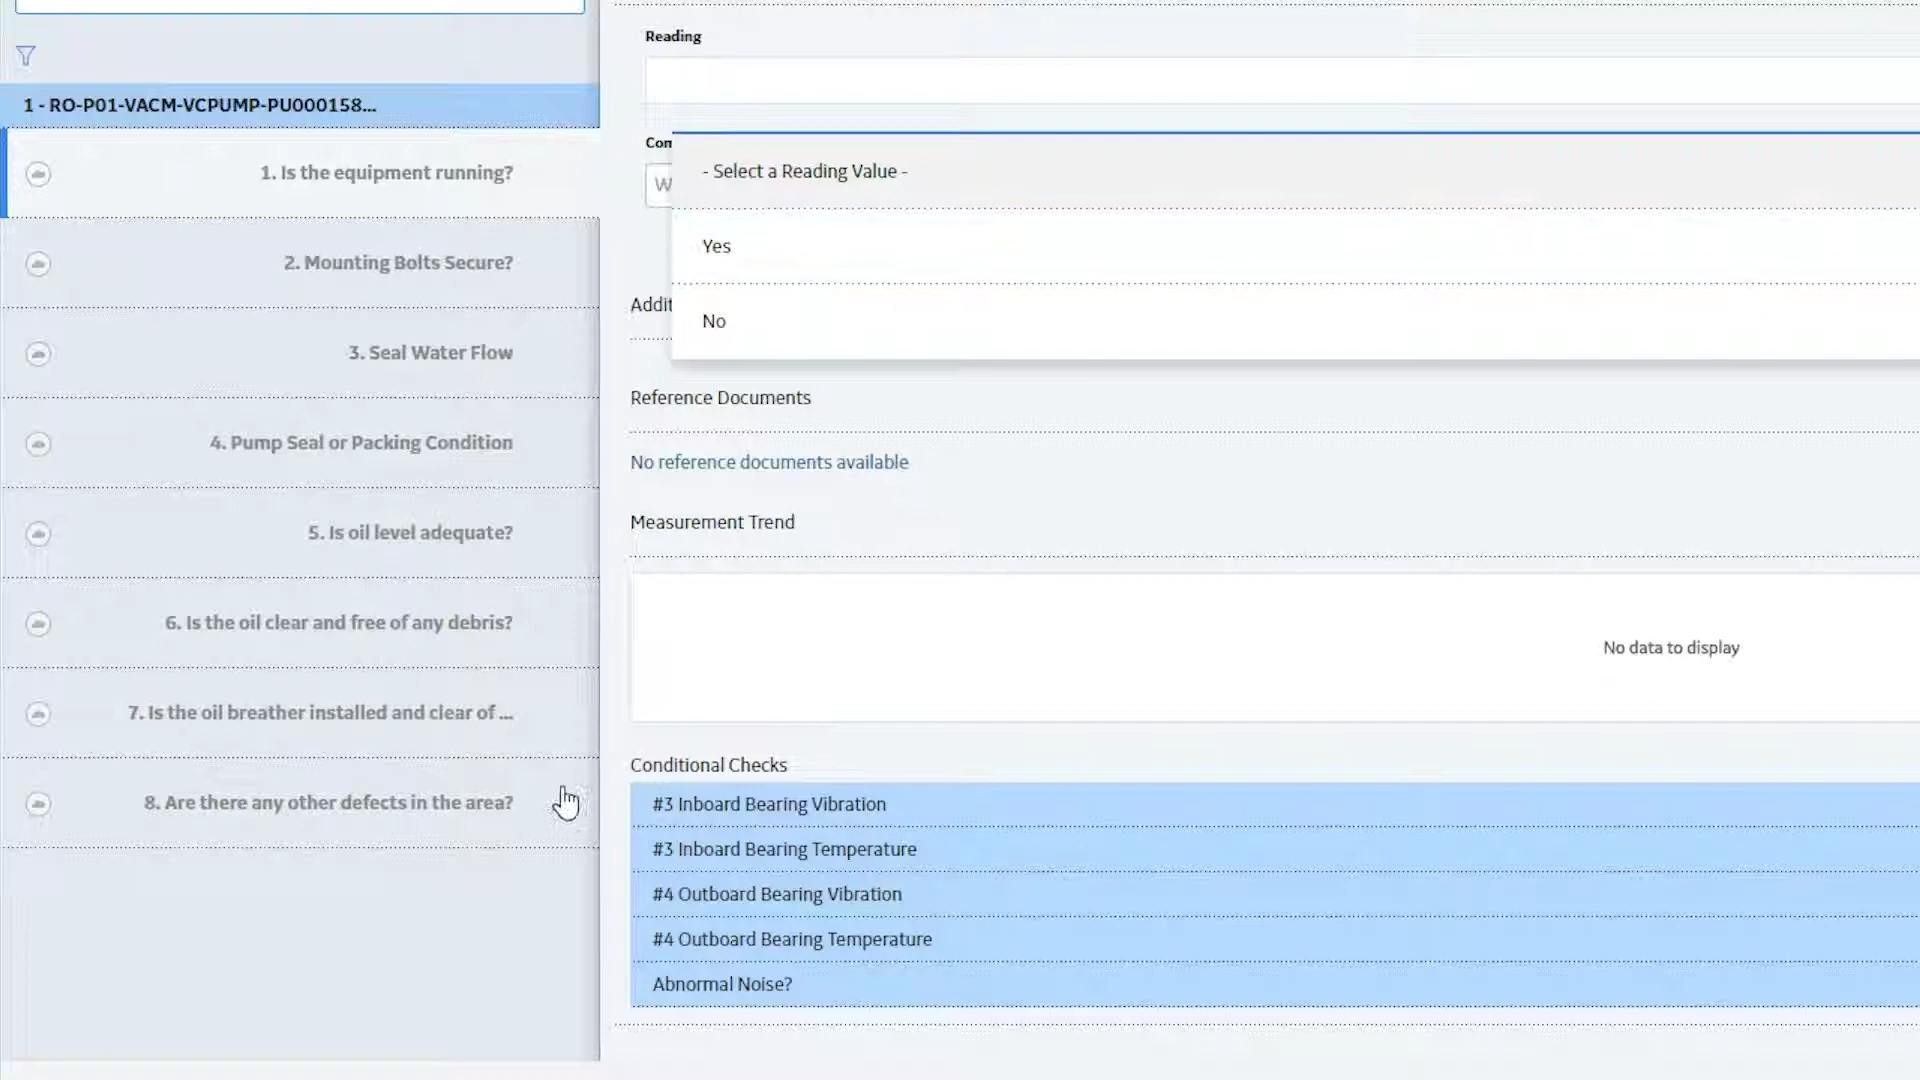 1 - RO-P01-VACM-VCPUMP-PU000158...
1. Is the equipment running?
2. Mounting Bolts Secure?
3. Seal Water Flow
4. Pump Seal or Packing Condition
5. Is oil level adequate?
6. Is the oil clear and free of any debris?
7. Is the oil breather installed and clear of ...
8. Are there any other defects in the area?
Reading
- Select a Reading Value -
Yes
No
Reference Documents
No reference documents available
Measurement Trend
No data to display
Conditional Checks
#3 Inboard Bearing Vibration
#3 Inboard Bearing Temperature
#4 Outboard Bearing Vibration
#4 Outboard Bearing Temperature
Abnormal Noise?